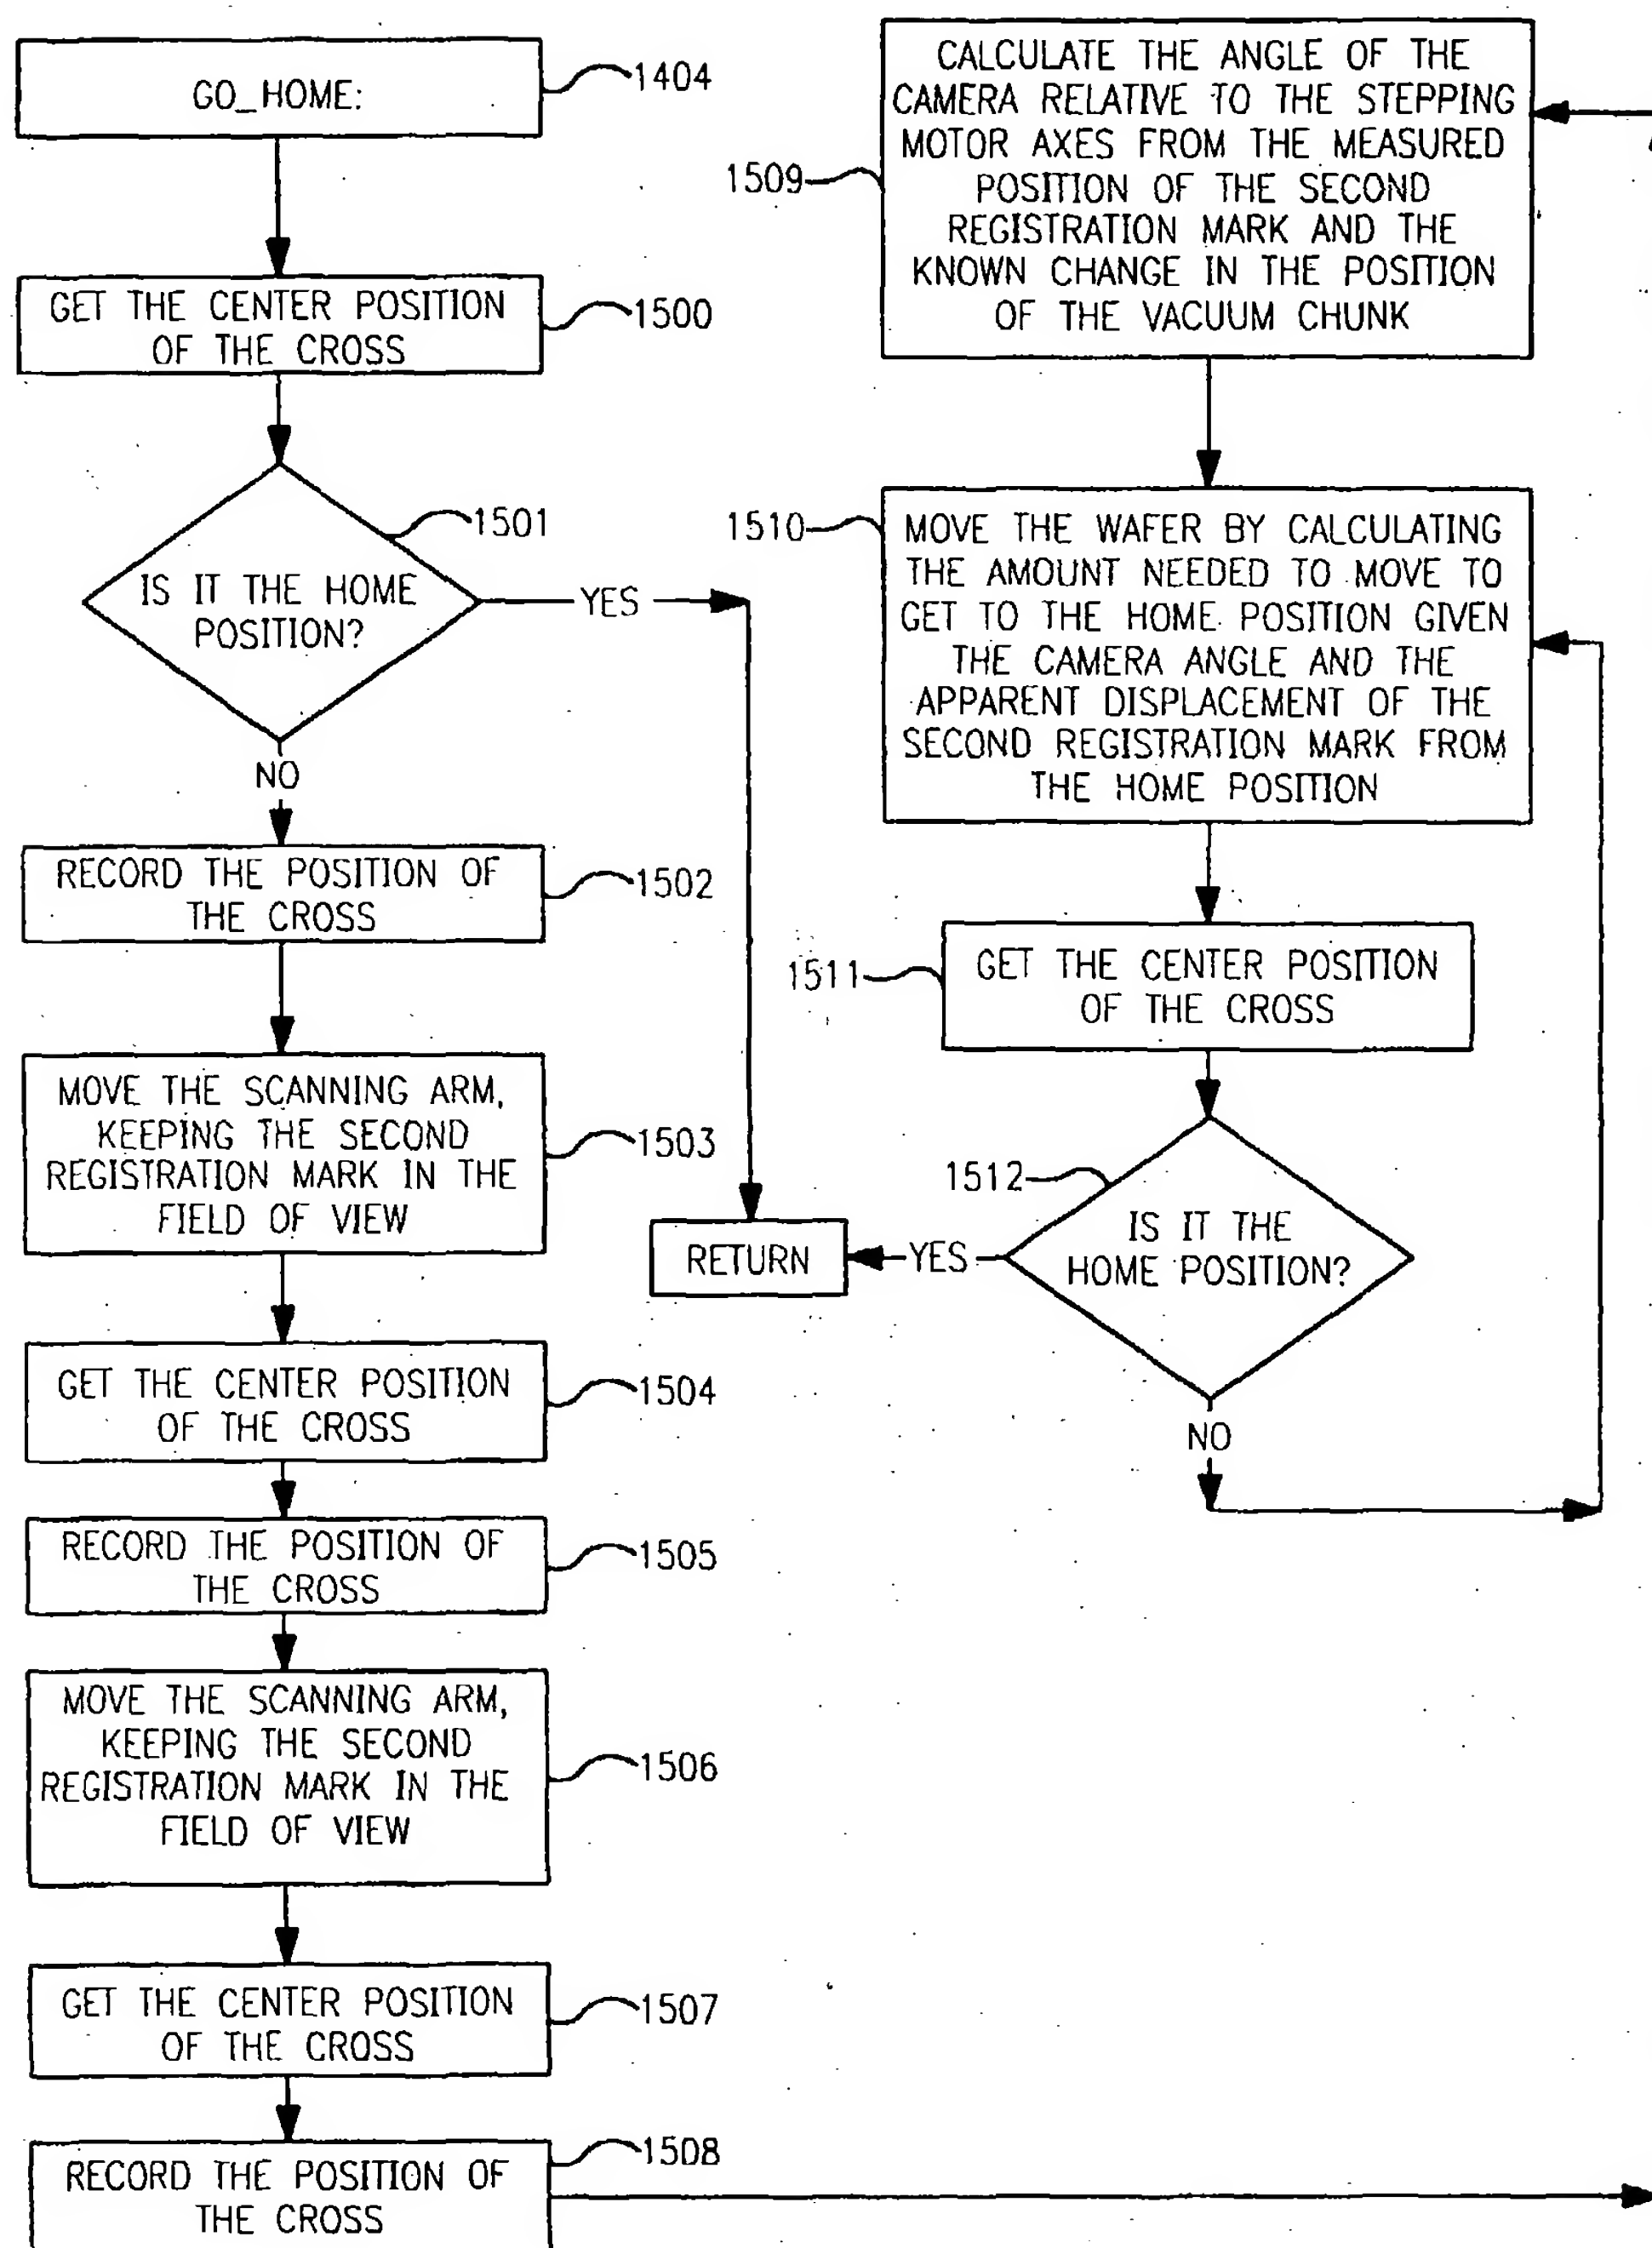 GO_HOME:
1404
GET THE CENTER POSITION
OF THE CROSS
1500
1501
IS IT THE HOME
POSITION?
YES
NO
RECORD THE POSITION OF
THE CROSS
1502
MOVE THE SCANNING ARM,
KEEPING THE SECOND
REGISTRATION MARK IN THE
FIELD OF VIEW
1503
GET THE CENTER POSITION
OF THE CROSS
1504
RECORD THE POSITION OF
THE CROSS
1505
MOVE THE SCANNING ARM,
KEEPING THE SECOND
REGISTRATION MARK IN THE
FIELD OF VIEW
1506
GET THE CENTER POSITION
OF THE CROSS
1507
RECORD THE POSITION OF
THE CROSS
1508
CALCULATE THE ANGLE OF THE
CAMERA RELATIVE TO THE STEPPING
MOTOR AXES FROM THE MEASURED
POSITION OF THE SECOND
REGISTRATION MARK AND THE
KNOWN CHANGE IN THE POSITION
OF THE VACUUM CHUNK
1509
1510
MOVE THE WAFER BY CALCULATING
THE AMOUNT NEEDED TO MOVE TO
GET TO THE HOME POSITION GIVEN
THE CAMERA ANGLE AND THE
APPARENT DISPLACEMENT OF THE
SECOND REGISTRATION MARK FROM
THE HOME POSITION
1511
GET THE CENTER POSITION
OF THE CROSS
1512
IS IT THE
HOME POSITION?
YES
RETURN
NO